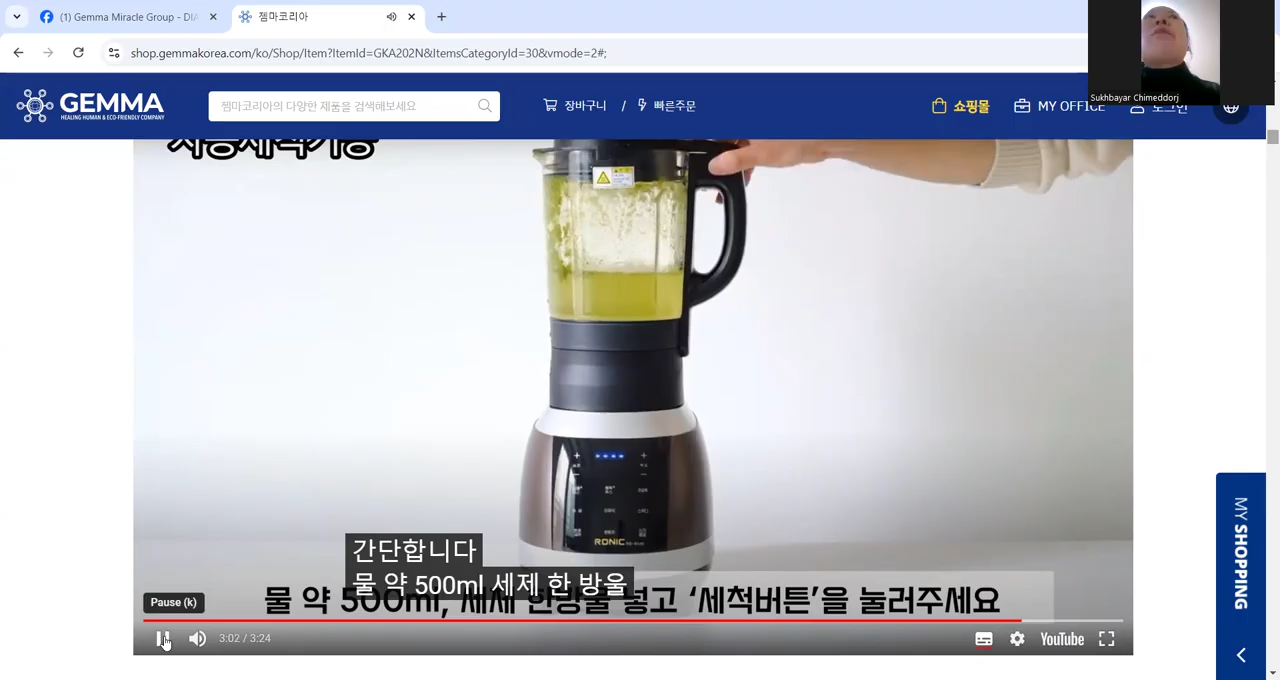 (1) Gemma Miracle Group - DIA
젬마코리아
shop.gemmakorea.com/ko/Shop/Item?ItemId=GKA202N&ItemsCategoryId=30&vmode=2#;
Sukhbayar Chimeddorj
GEMMA
HEALING HUMAN & ECO-FRIENDLY COMPANY
젬마코리아의 다양한 제품을 검색해보세요
장바구니 / 빠른주문
쇼핑몰
MY OFFICE
로그인
RONIC
간단합니다
물 약 500ml 세제 한 방울
물 약 500ml, 세제 한방울 넣고 '세척버튼'을 눌러주세요
Pause (k)
3:02 / 3:24
YouTube
MY SHOPPING